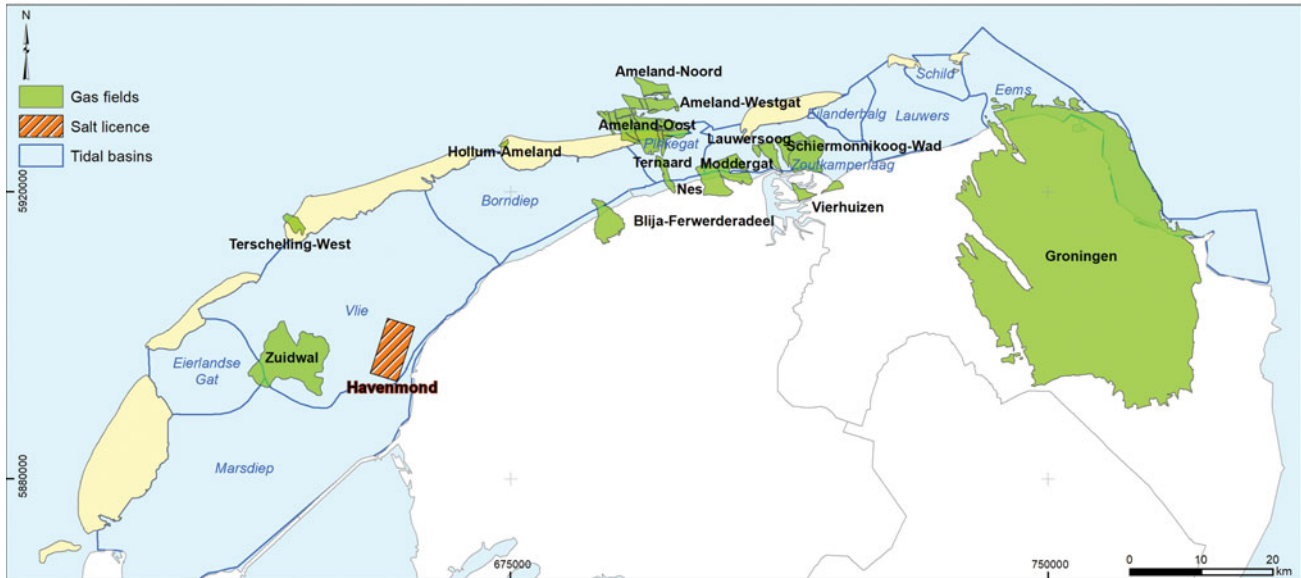 N
Gas fields
Salt licence
Tidal basins
Ameland-Noord
Ameland-Westgat
Ameland-Oost
Pinkegat
Hollum-Ameland
Ternaard
Lauwersoog
Moddergat
Schiermonnikoog-Wad
Zoutkamperlaag
Eilanderbalg
Lauwers
Schild
Eems
Nes
Vierhuizen
Blija-Ferwerderadeel
Borndiep
Terschelling-West
Groningen
Vlie
Zuidwal
Eierlandse
Gat
Havenmond
Marsdiep
5920000
5880000
675000
750000
0 10 20
km